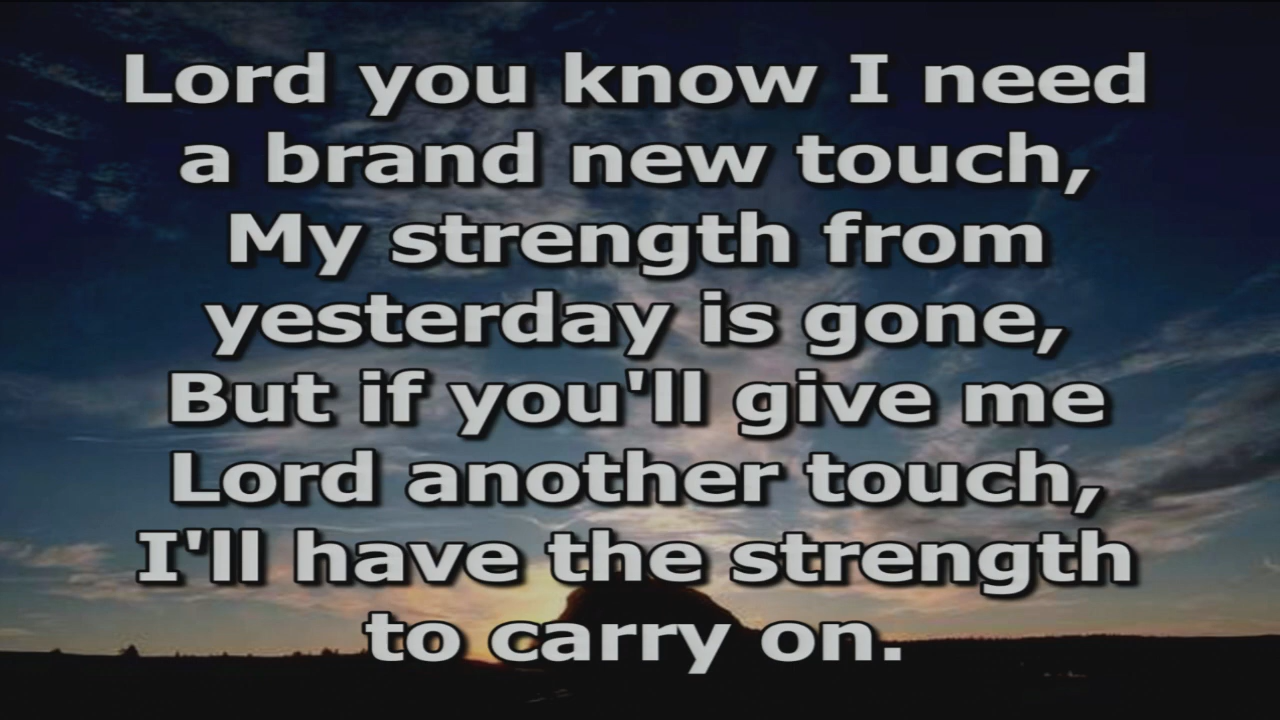 Lord you know I need
a brand new touch,
My strength from
yesterday is gone,
But if you'll give me
Lord another touch,
I'll have the strength
to carry on.